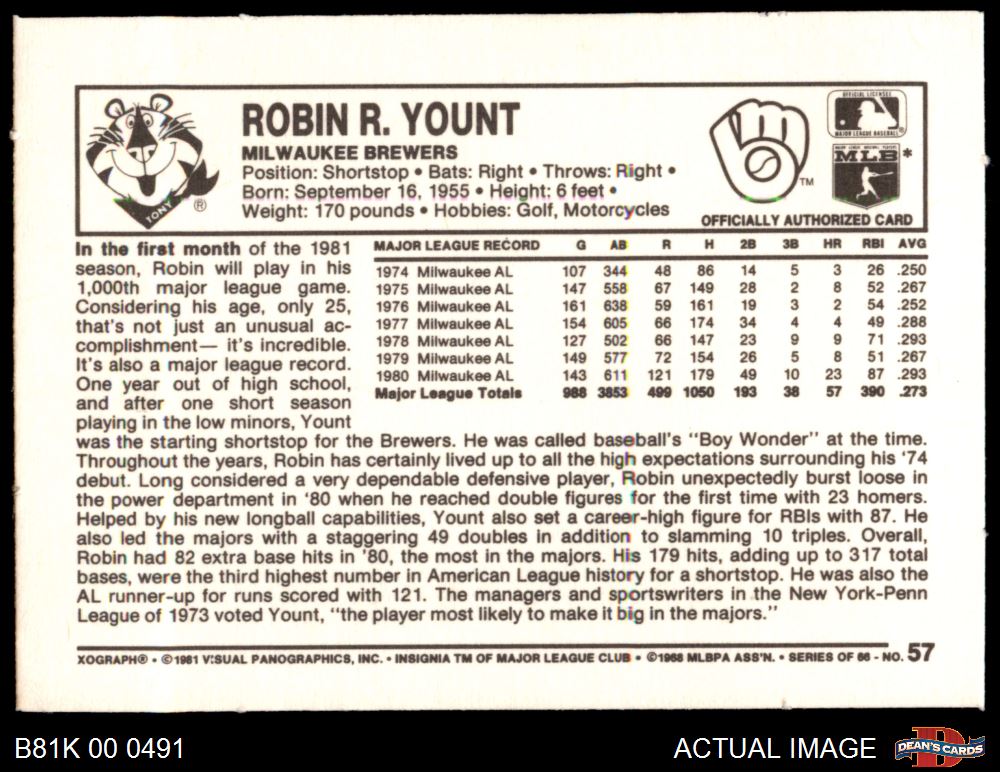 TONY ®
ROBIN R. YOUNT
MILWAUKEE BREWERS
Position: Shortstop • Bats: Right • Throws: Right •
Born: September 16, 1955 • Height: 6 feet •
Weight: 170 pounds • Hobbies: Golf, Motorcycles
TM
OFFICIAL LICENSEE
MAJOR LEAGUE BASEBALL®
MAJOR LEAGUE BASEBALL PLAYERS
MLB *
OFFICIALLY AUTHORIZED CARD
MAJOR LEAGUE RECORD G AB R H 2B 3B HR RBI AVG
1974 Milwaukee AL 107 344 48 86 14 5 3 26 .250
1975 Milwaukee AL 147 558 67 149 28 2 8 52 .267
1976 Milwaukee AL 161 638 59 161 19 3 2 54 .252
1977 Milwaukee AL 154 605 66 174 34 4 4 49 .288
1978 Milwaukee AL 127 502 66 147 23 9 9 71 .293
1979 Milwaukee AL 149 577 72 154 26 5 8 51 .267
1980 Milwaukee AL 143 611 121 179 49 10 23 87 .293
Major League Totals 988 3853 499 1050 193 38 57 390 .273
In the first month of the 1981
season, Robin will play in his
1,000th major league game.
Considering his age, only 25,
that's not just an unusual ac-
complishment— it's incredible.
It's also a major league record.
One year out of high school,
and after one short season
playing in the low minors, Yount
was the starting shortstop for the Brewers. He was called baseball's "Boy Wonder" at the time.
Throughout the years, Robin has certainly lived up to all the high expectations surrounding his '74
debut. Long considered a very dependable defensive player, Robin unexpectedly burst loose in
the power department in '80 when he reached double figures for the first time with 23 homers.
Helped by his new longball capabilities, Yount also set a career-high figure for RBIs with 87. He
also led the majors with a staggering 49 doubles in addition to slamming 10 triples. Overall,
Robin had 82 extra base hits in '80, the most in the majors. His 179 hits, adding up to 317 total
bases, were the third highest number in American League history for a shortstop. He was also the
AL runner-up for runs scored with 121. The managers and sportswriters in the New York-Penn
League of 1973 voted Yount, "the player most likely to make it big in the majors."
XOGRAPH® • ©1981 VISUAL PANOGRAPHICS, INC. • INSIGNIA TM OF MAJOR LEAGUE CLUB • ©1968 MLBPA ASS'N. • SERIES OF 66 - NO. 57
B81K 00 0491
ACTUAL IMAGE
D
DEAN'S CARDS